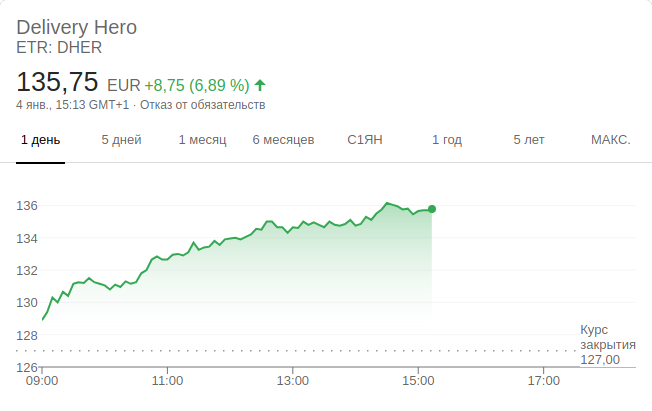 Delivery Hero
ETR: DHER
135,75 EUR +8,75 (6,89 %)
4 янв., 15:13 GMT+1 · Отказ от обязательств
1 день 5 дней 1 месяц 6 месяцев С1ЯН 1 год 5 лет МАКС.
136
134
132
130
128
126
Курс
закрытия
127,00
09:00 11:00 13:00 15:00 17:00